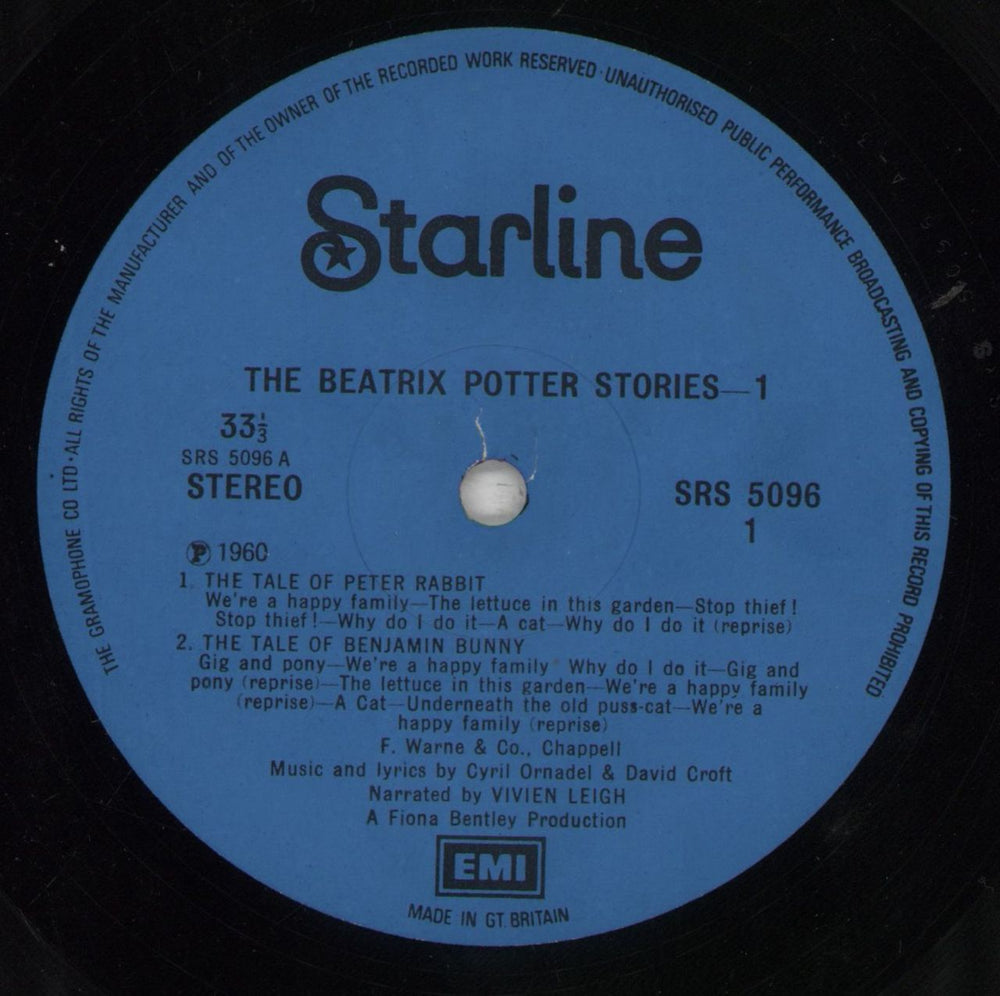 THE GRAMOPHONE CO LTD·ALL RIGHTS OF THE MANUFACTURER AND OF THE OWNER OF THE RECORDED WORK RESERVED·UNAUTHORISED PUBLIC PERFORMANCE BROADCASTING AND COPYING OF THIS RECORD PROHIBITED
Starline
THE BEATRIX POTTER STORIES—1
33⅓
SRS 5096 A
STEREO
SRS 5096
1
Ⓟ 1960
1. THE TALE OF PETER RABBIT
We're a happy family—The lettuce in this garden—Stop thief!
Stop thief!—Why do I do it—A cat—Why do I do it (reprise)
2. THE TALE OF BENJAMIN BUNNY
Gig and pony—We're a happy family Why do I do it—Gig and
pony (reprise)—The lettuce in this garden—We're a happy family
(reprise)—A Cat—Underneath the old puss-cat—We're a
happy family (reprise)
F. Warne & Co., Chappell
Music and lyrics by Cyril Ornadel & David Croft
Narrated by VIVIEN LEIGH
A Fiona Bentley Production
EMI
MADE IN GT. BRITAIN